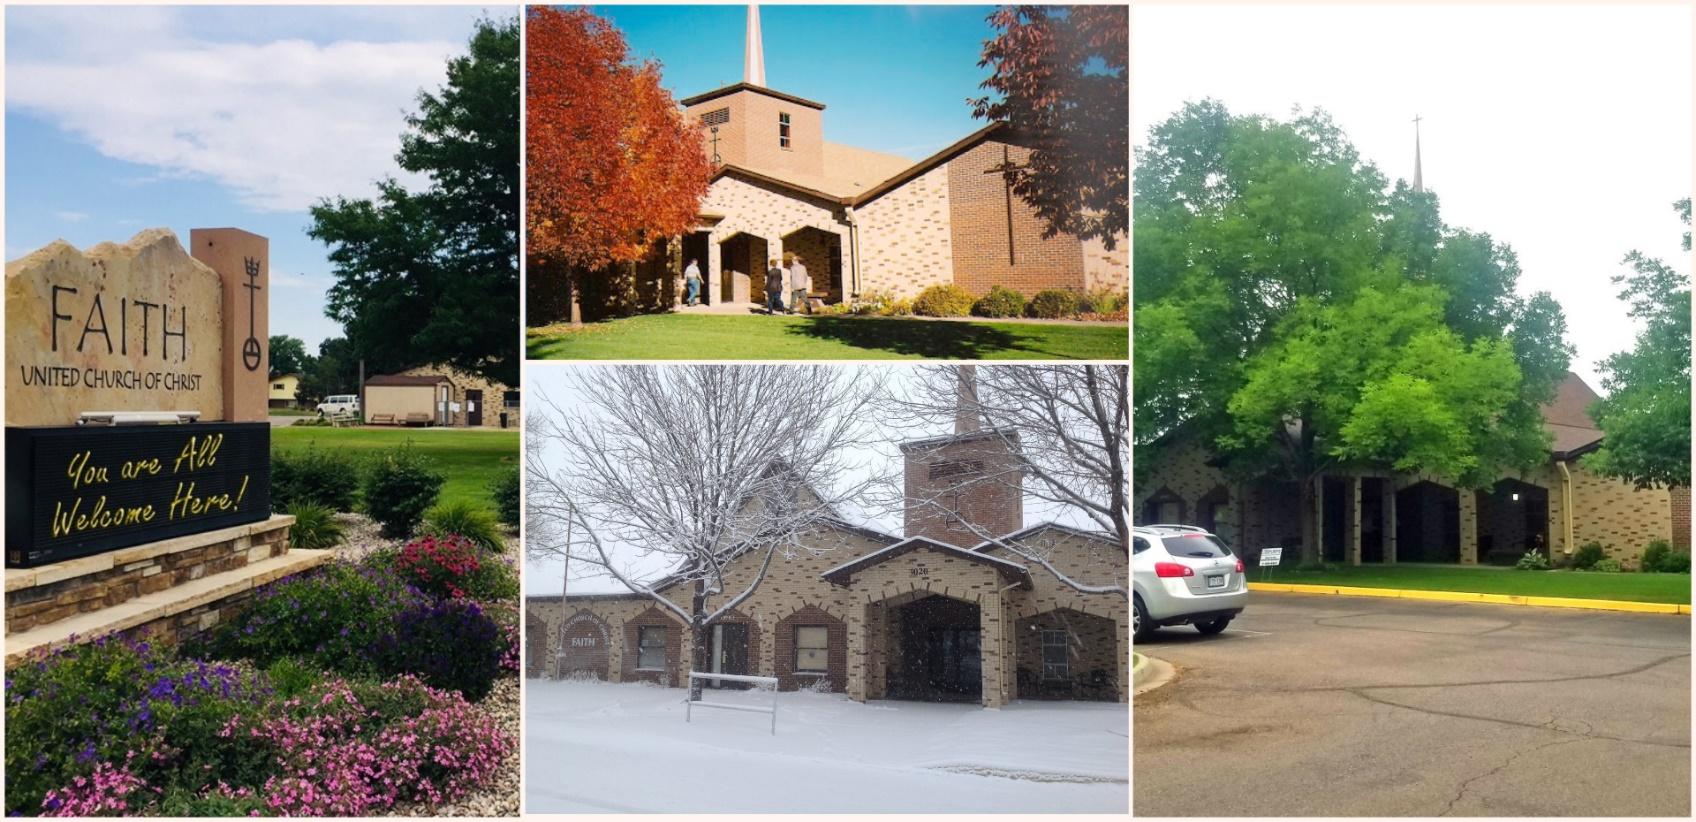 FAITH
UNITED CHURCH OF CHRIST
You are All
Welcome Here!
3020
FAITH